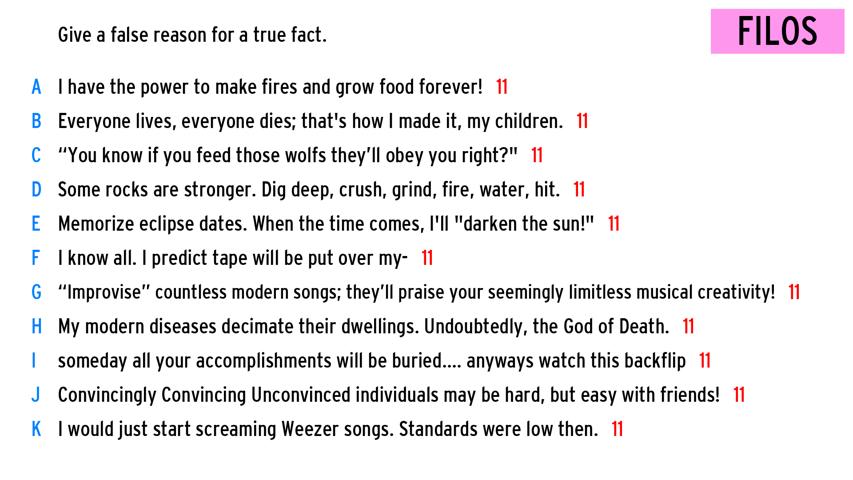 Give a false reason for a true fact.
FILOS
A I have the power to make fires and grow food forever! 11
B Everyone lives, everyone dies; that's how I made it, my children. 11
C “You know if you feed those wolfs they’ll obey you right?" 11
D Some rocks are stronger. Dig deep, crush, grind, fire, water, hit. 11
E Memorize eclipse dates. When the time comes, I'll "darken the sun!" 11
F I know all. I predict tape will be put over my- 11
G “Improvise” countless modern songs; they’ll praise your seemingly limitless musical creativity! 11
H My modern diseases decimate their dwellings. Undoubtedly, the God of Death. 11
I someday all your accomplishments will be buried.... anyways watch this backflip 11
J Convincingly Convincing Unconvinced individuals may be hard, but easy with friends! 11
K I would just start screaming Weezer songs. Standards were low then. 11